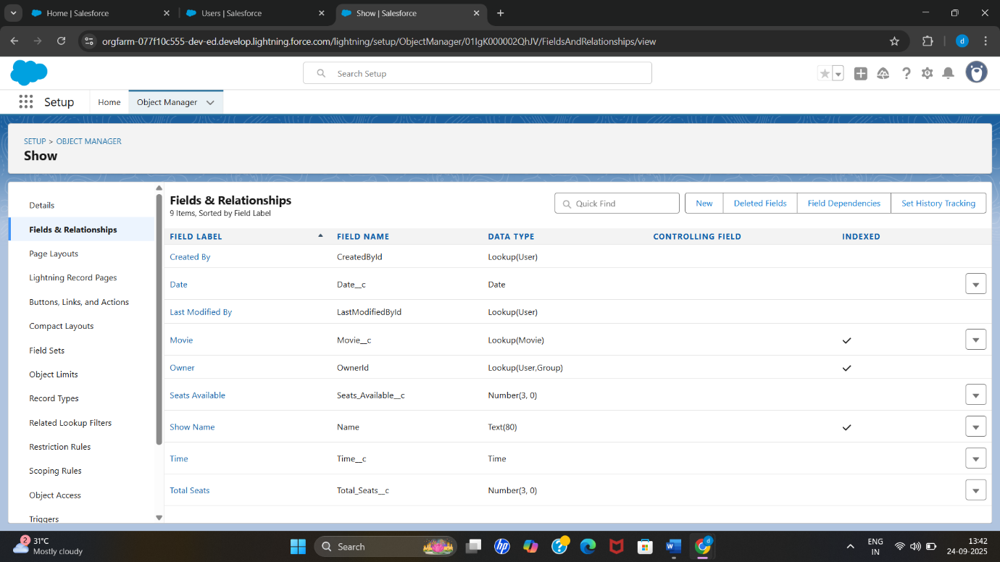 Home | Salesforce
Users | Salesforce
Show | Salesforce
orgfarm-077f10c555-dev-ed.develop.lightning.force.com/lightning/setup/ObjectManager/01IgK000002QhJV/FieldsAndRelationships/view
d
Search Setup
Setup
Home
Object Manager
SETUP > OBJECT MANAGER
Show
Details
Fields & Relationships
Page Layouts
Lightning Record Pages
Buttons, Links, and Actions
Compact Layouts
Field Sets
Object Limits
Record Types
Related Lookup Filters
Restriction Rules
Scoping Rules
Object Access
Triggers
Fields & Relationships
9 Items, Sorted by Field Label
Quick Find
New
Deleted Fields
Field Dependencies
Set History Tracking
FIELD LABEL FIELD NAME DATA TYPE CONTROLLING FIELD INDEXED
Created By CreatedById Lookup(User)
Date Date__c Date
Last Modified By LastModifiedById Lookup(User)
Movie Movie__c Lookup(Movie)
Owner OwnerId Lookup(User,Group)
Seats Available Seats_Available__c Number(3, 0)
Show Name Name Text(80)
Time Time__c Time
Total Seats Total_Seats__c Number(3, 0)
2
31°C
Mostly cloudy
Search
hp
ENG
IN
13:42
24-09-2025